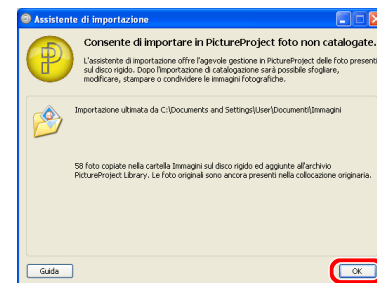 Assistente di importazione
Consente di importare in PictureProject foto non catalogate.
L'assistente di importazione offre l'agevole gestione in PictureProject delle foto presenti
sul disco rigido. Dopo l'importazione di catalogazione sarà possibile sfogliare,
modificare, stampare o condividere le immagini fotografiche.
Importazione ultimata da C:\Documents and Settings\User\Documenti\Immagini
58 foto copiate nella cartella Immagini sul disco rigido ed aggiunte all'archivio
PictureProject Library. Le foto originali sono ancora presenti nella collocazione originaria.
Guida
OK